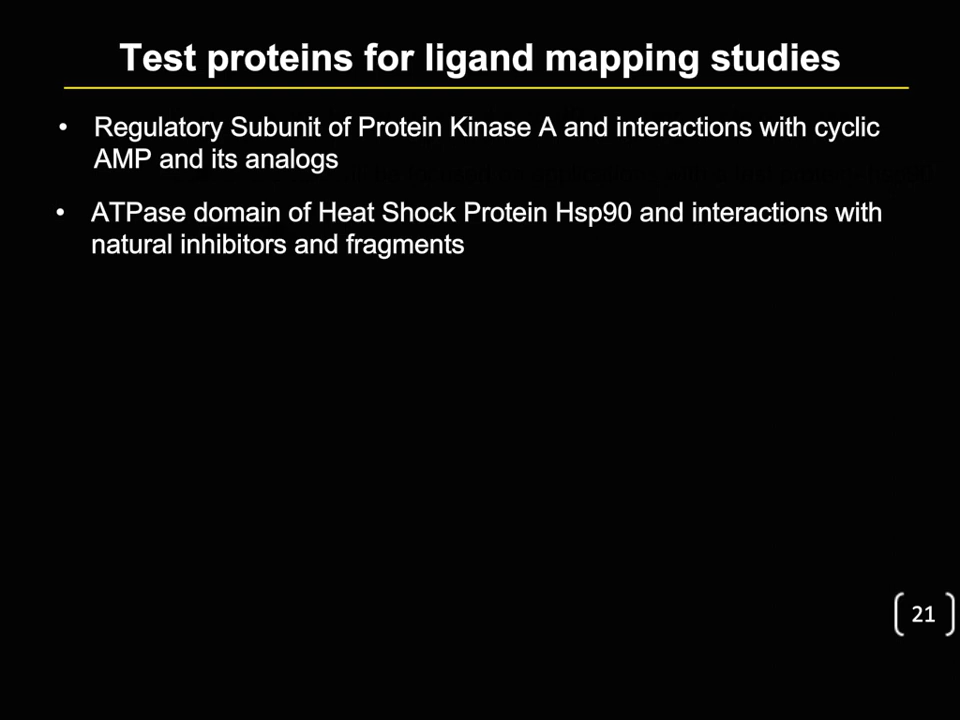 Test proteins for ligand mapping studies
• Regulatory Subunit of Protein Kinase A and interactions with cyclic
AMP and its analogs
• ATPase domain of Heat Shock Protein Hsp90 and interactions with
natural inhibitors and fragments
21